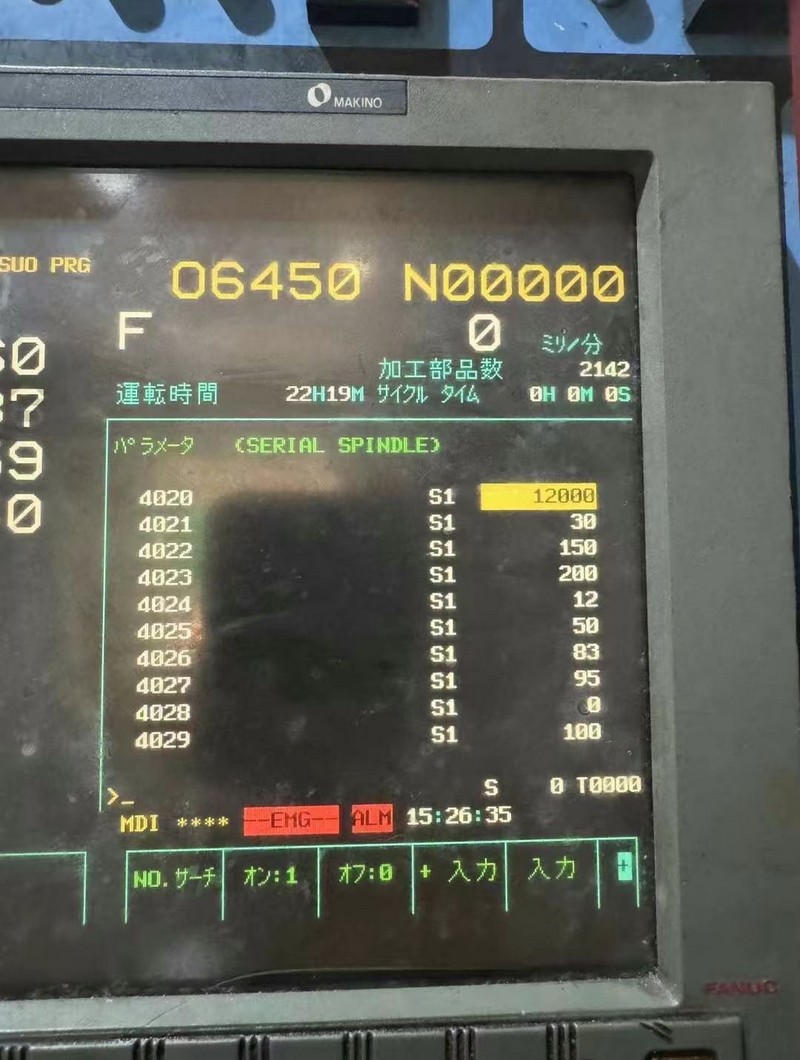 MAKINO
SUO PRG
O6450 N00000
F 0 ミリ/分
加工部品数 2142
運転時間 22H19M サイクル タイム 0H 0M 0S
パラメータ (SERIAL SPINDLE)
4020 S1 12000
4021 S1 30
4022 S1 150
4023 S1 200
4024 S1 12
4025 S1 50
4026 S1 83
4027 S1 95
4028 S1 0
4029 S1 100
>_
S 0 T0000
MDI **** --EMG-- ALM 15:26:35
NO.サーチ オン:1 オフ:0 + 入力 入力 +
FANUC